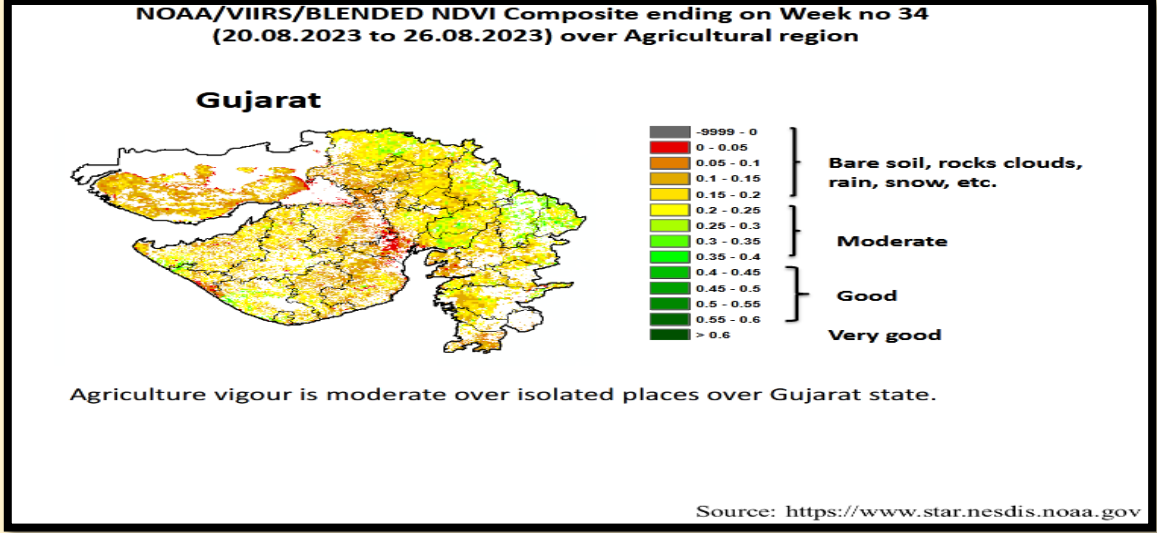 NOAA/VIIRS/BLENDED NDVI Composite ending on Week no 34
(20.08.2023 to 26.08.2023) over Agricultural region
Gujarat
-9999 - 0
0 - 0.05
0.05 - 0.1
0.1 - 0.15
0.15 - 0.2
0.2 - 0.25
0.25 - 0.3
0.3 - 0.35
0.35 - 0.4
0.4 - 0.45
0.45 - 0.5
0.5 - 0.55
0.55 - 0.6
> 0.6
Bare soil, rocks clouds,
rain, snow, etc.
Moderate
Good
Very good
Agriculture vigour is moderate over isolated places over Gujarat state.
Source: https://www.star.nesdis.noaa.gov